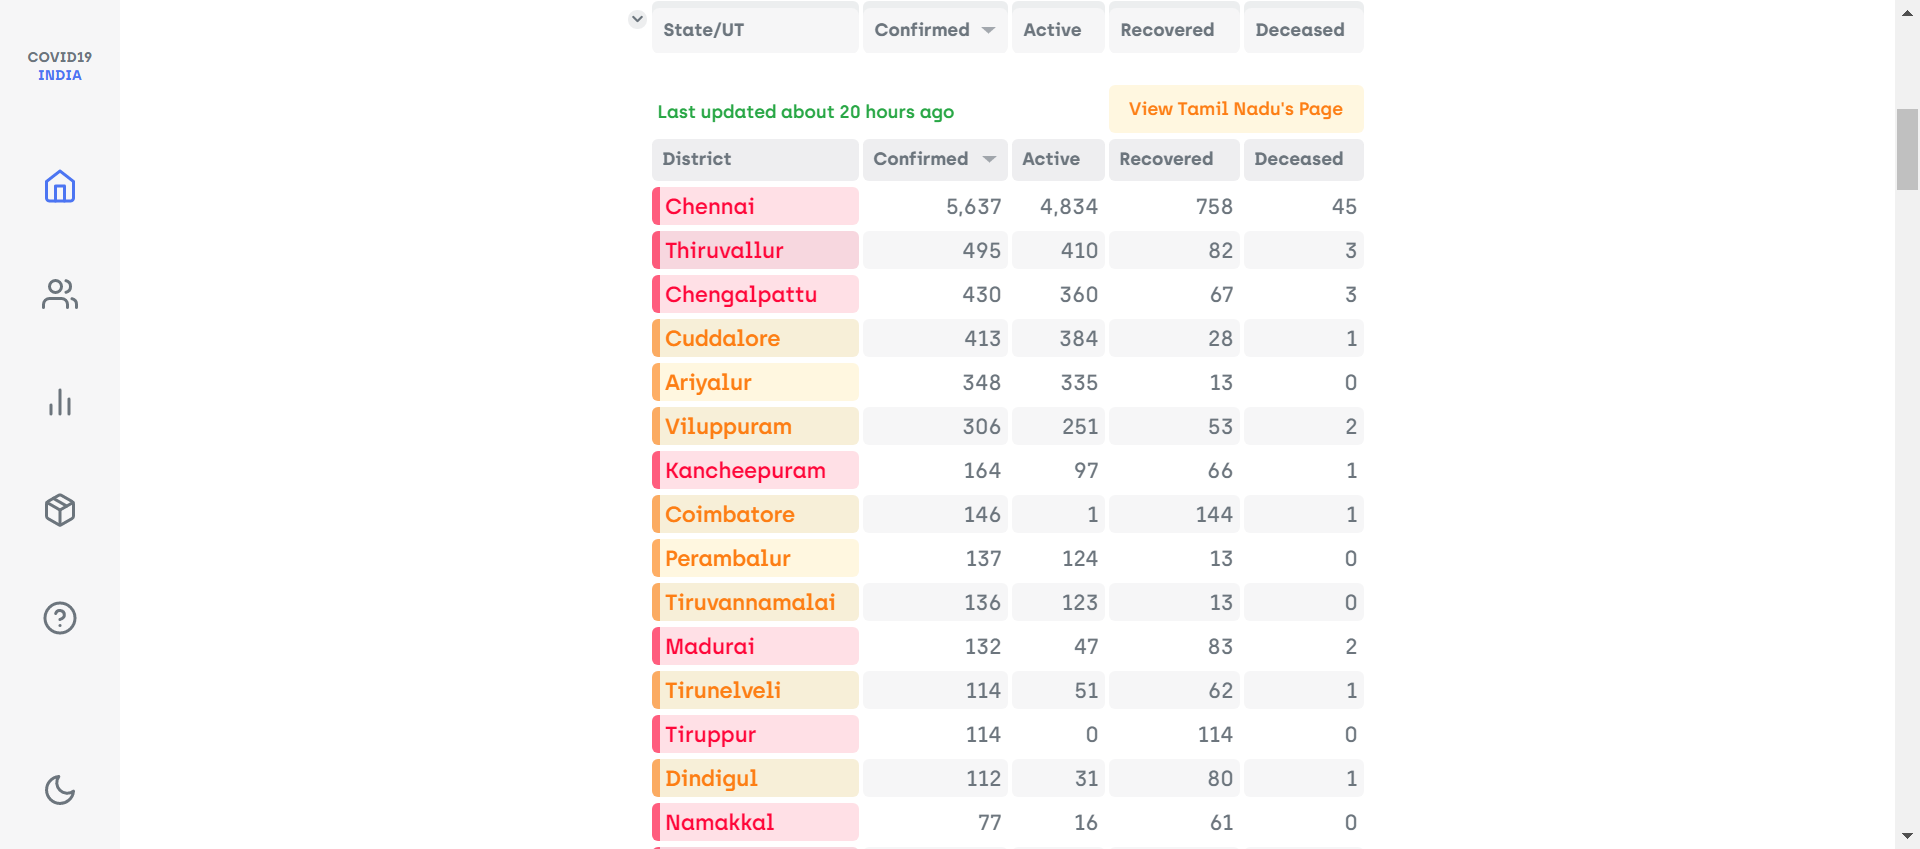 COVID19
INDIA
State/UT Confirmed Active Recovered Deceased
Last updated about 20 hours ago View Tamil Nadu's Page
District Confirmed Active Recovered Deceased
Chennai 5,637 4,834 758 45
Thiruvallur 495 410 82 3
Chengalpattu 430 360 67 3
Cuddalore 413 384 28 1
Ariyalur 348 335 13 0
Viluppuram 306 251 53 2
Kancheepuram 164 97 66 1
Coimbatore 146 1 144 1
Perambalur 137 124 13 0
Tiruvannamalai 136 123 13 0
Madurai 132 47 83 2
Tirunelveli 114 51 62 1
Tiruppur 114 0 114 0
Dindigul 112 31 80 1
Namakkal 77 16 61 0